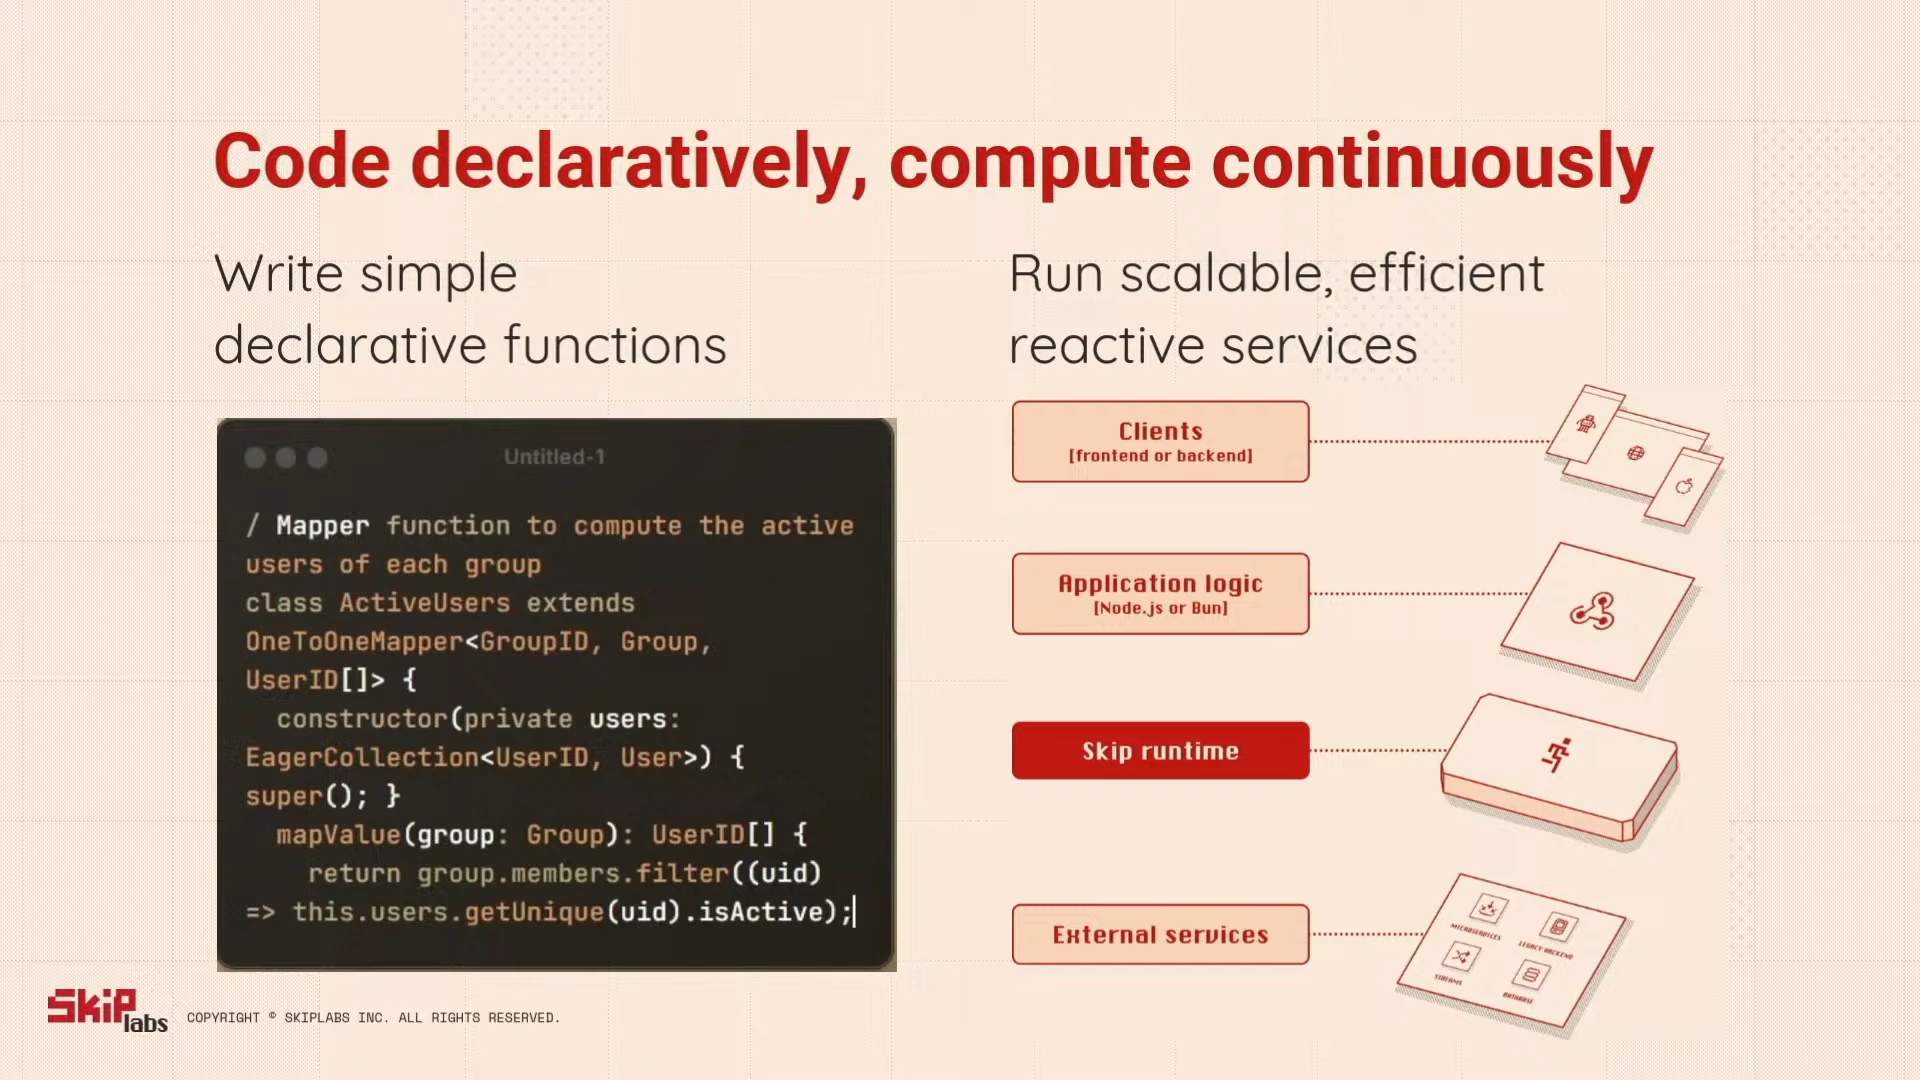 Code declaratively, compute continuously
Write simple
declarative functions
Run scalable, efficient
reactive services
Untitled-1
/ Mapper function to compute the active
users of each group
class ActiveUsers extends
OneToOneMapper<GroupID, Group,
UserID[]> {
  constructor(private users:
EagerCollection<UserID, User>) {
super(); }
  mapValue(group: Group): UserID[] {
    return group.members.filter((uid)
=> this.users.getUnique(uid).isActive);
Clients
[frontend or backend]
Application logic
[Node.js or Bun]
Skip runtime
External services
MICROSERVICES
LEGACY BACKEND
STREAMS
DATABASE
Skip labs
COPYRIGHT © SKIPLABS INC. ALL RIGHTS RESERVED.